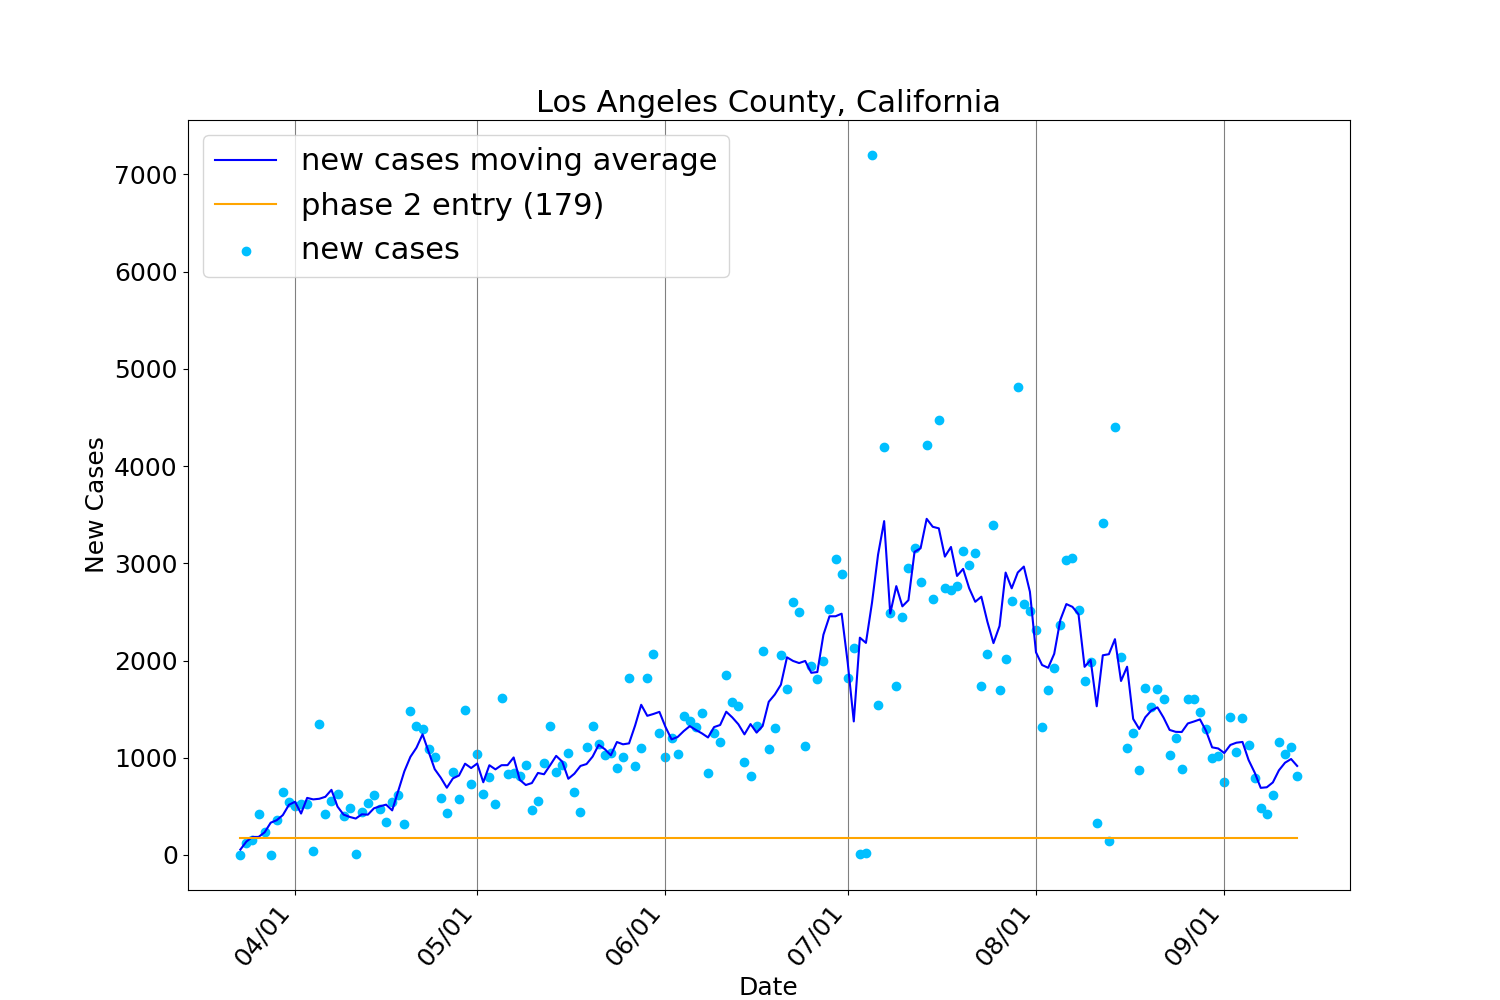 Los Angeles County, California
new cases moving average
phase 2 entry (179)
new cases
7000
6000
5000
4000
3000
2000
1000
0
New Cases
04/01
05/01
06/01
07/01
08/01
09/01
Date